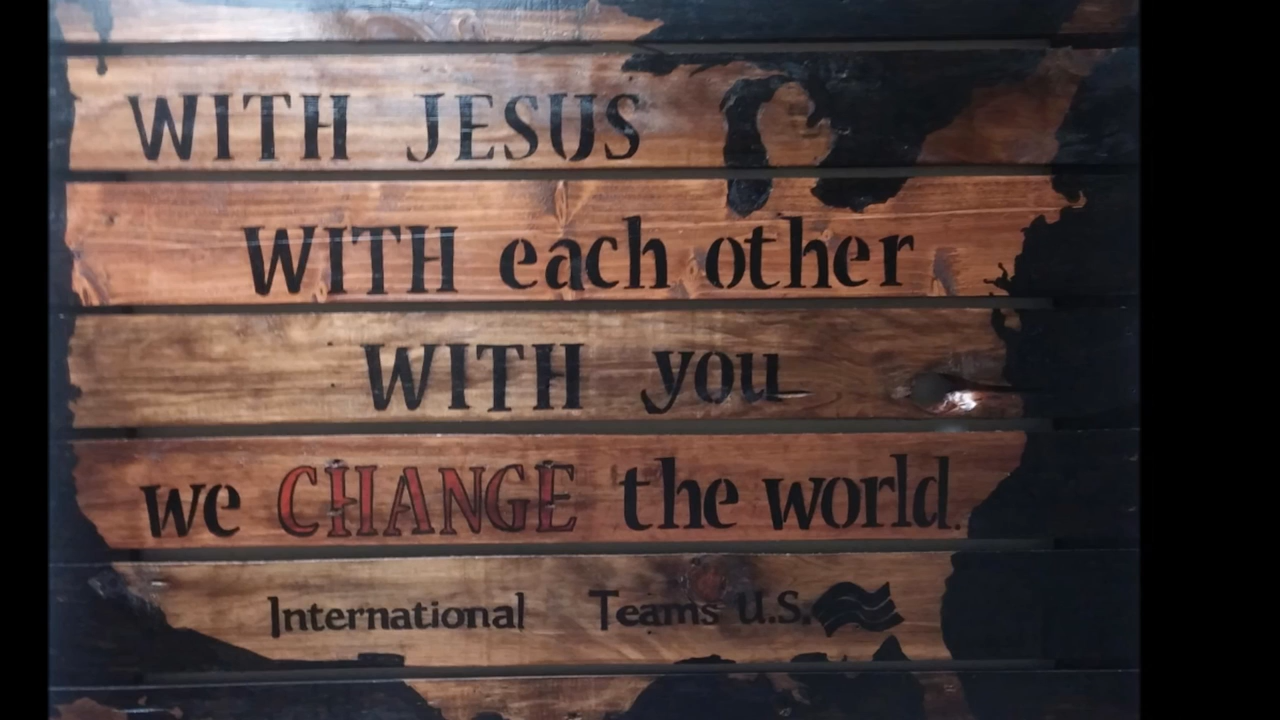 WITH JESUS
WITH each other
WITH you
we CHANGE the world.
International Teams U.S.